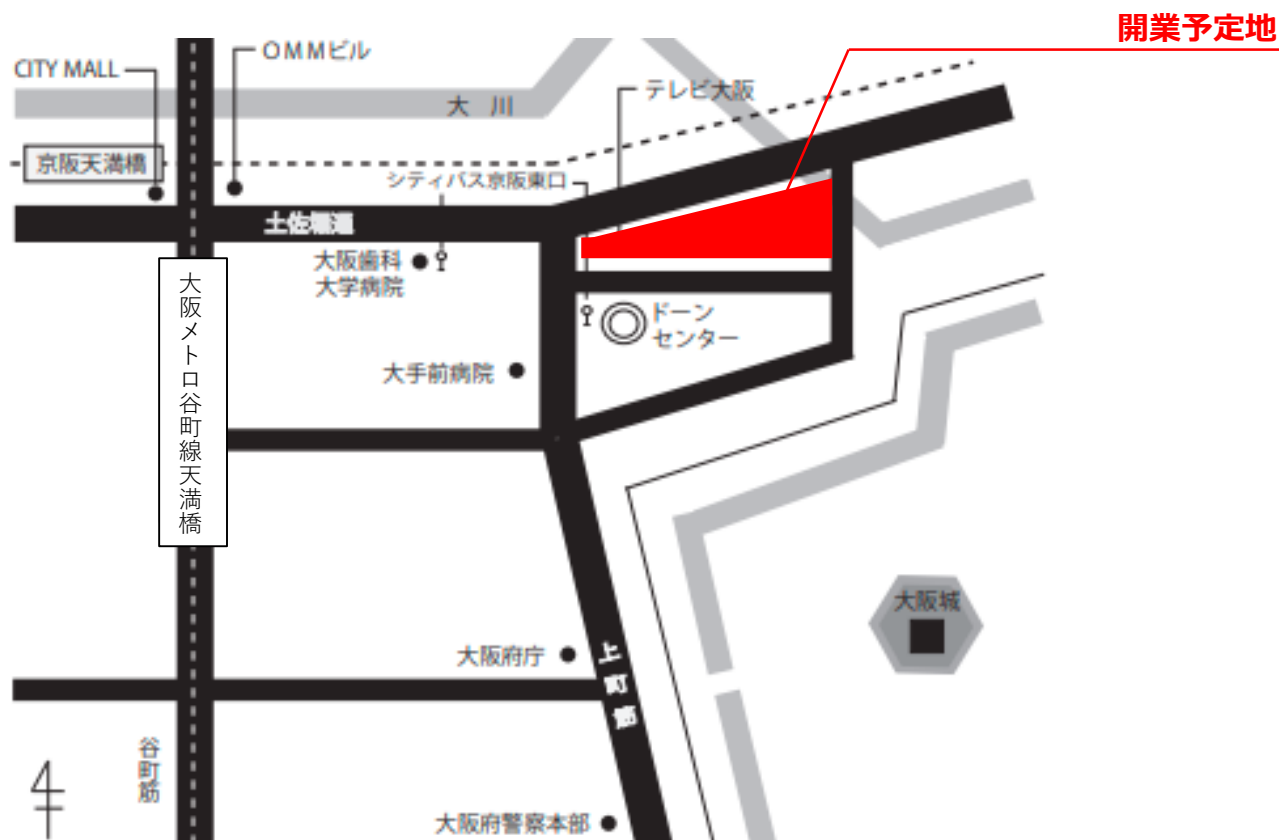 開業予定地
OMMビル
CITY MALL
テレビ大阪
大 川
京阪天満橋
シティバス京阪東口
土佐堀通
大阪歯科
大学病院
大阪メトロ谷町線天満橋
ドーン
センター
大手前病院
大阪城
大阪府庁
上町筋
谷町筋
大阪府警察本部